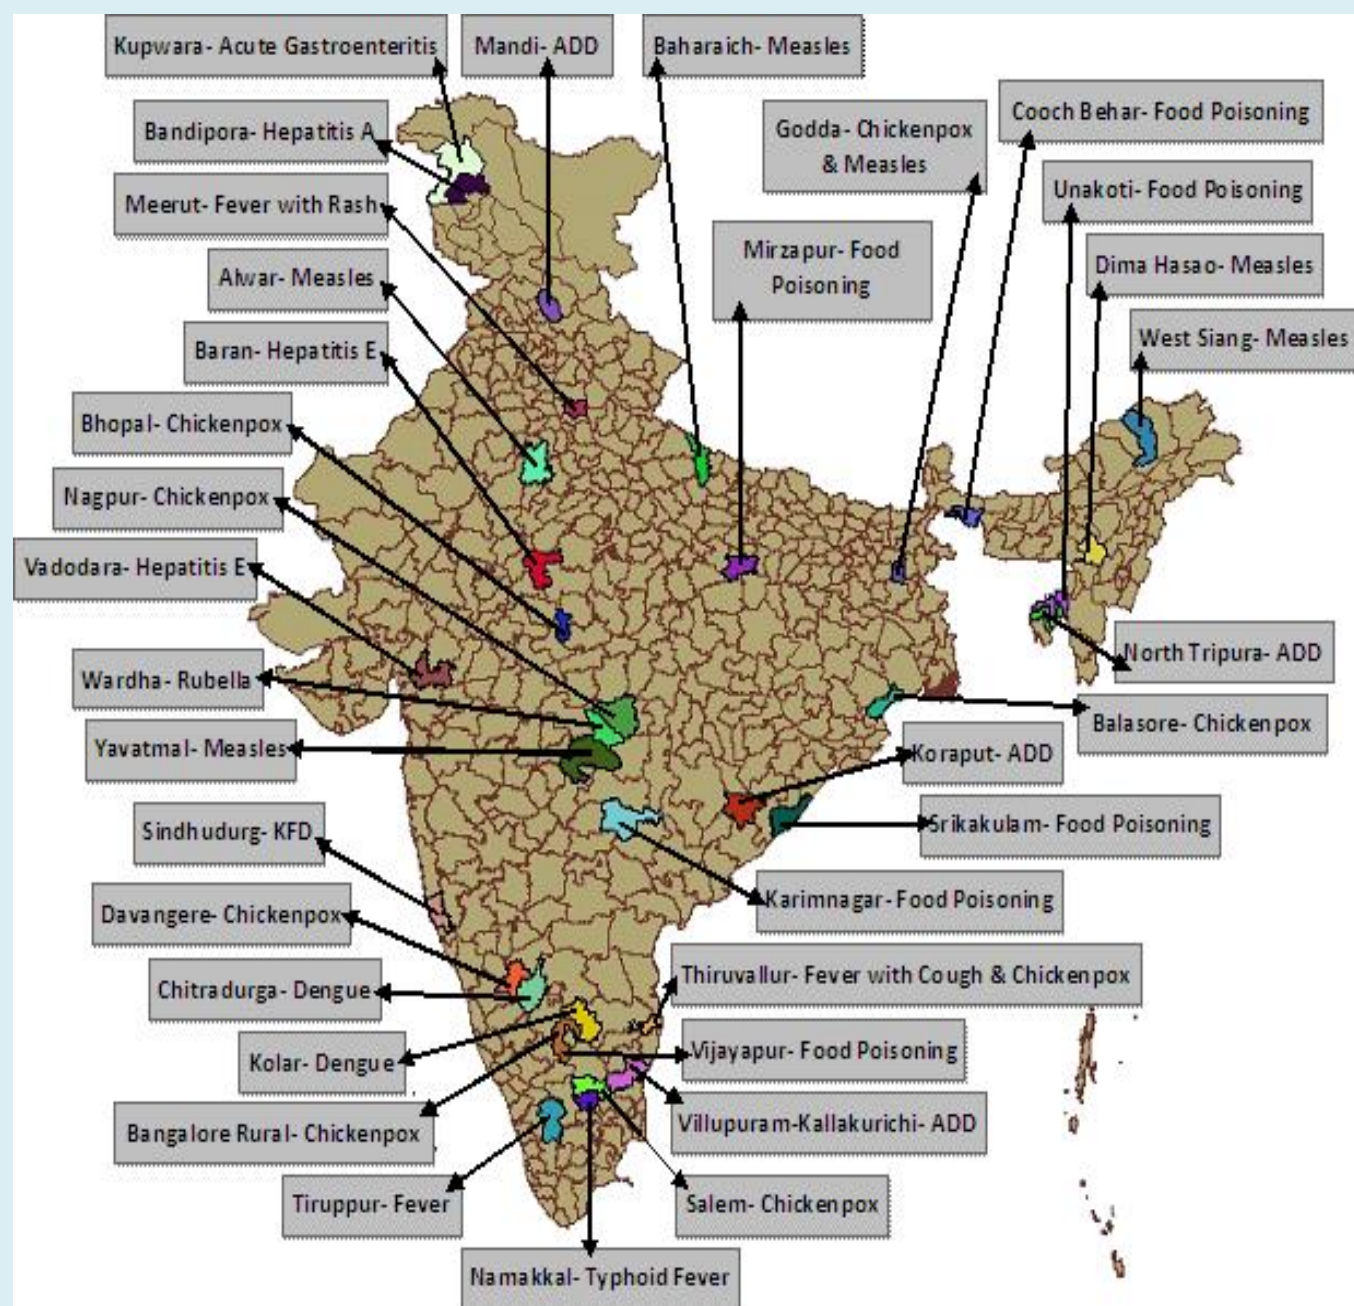 Kupwara- Acute Gastroenteritis
Mandi- ADD
Baharaich- Measles
Bandipora- Hepatitis A
Godda- Chickenpox
& Measles
Cooch Behar- Food Poisoning
Meerut- Fever with Rash
Unakoti- Food Poisoning
Mirzapur- Food
Poisoning
Alwar- Measles
Dima Hasao- Measles
Baran- Hepatitis E
West Siang- Measles
Bhopal- Chickenpox
Nagpur- Chickenpox
Vadodara- Hepatitis E
North Tripura- ADD
Wardha- Rubella
Balasore- Chickenpox
Yavatmal- Measles
Koraput- ADD
Sindhudurg- KFD
Srikakulam- Food Poisoning
Davangere- Chickenpox
Karimnagar- Food Poisoning
Chitradurga- Dengue
Thiruvallur- Fever with Cough & Chickenpox
Kolar- Dengue
Vijayapur- Food Poisoning
Bangalore Rural- Chickenpox
Villupuram-Kallakurichi- ADD
Tiruppur- Fever
Salem- Chickenpox
Namakkal- Typhoid Fever